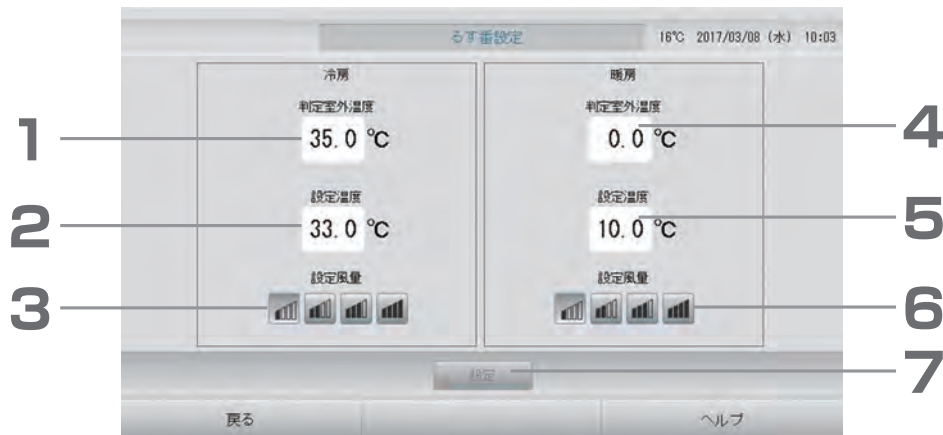 るす番設定
16℃ 2017/03/08 (水) 10:03
冷房
判定室外温度
1 35.0 ℃
設定温度
2 33.0 ℃
設定風量
3
暖房
判定室外温度
0.0 ℃ 4
設定温度
10.0 ℃ 5
設定風量
6
設定 7
戻る ヘルプ